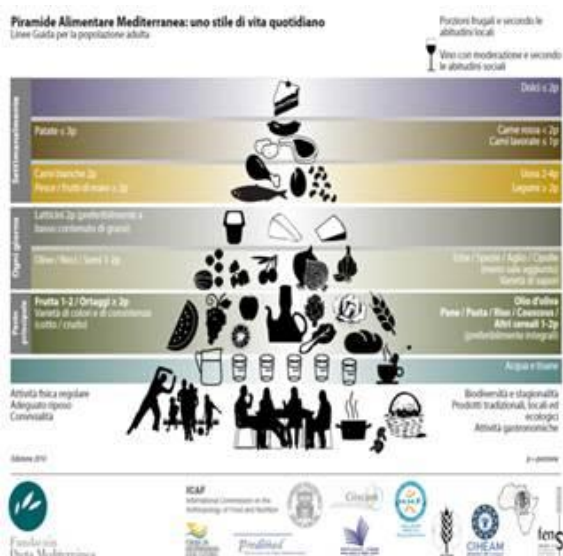 Piramide Alimentare Mediterranea: uno stile di vita quotidiano
Linee Guida per la popolazione adulta
Porzioni frugali e secondo le
abitudini locali
Vino con moderazione e secondo
le abitudini sociali
Settimanalmente
Dolci ≤ 2p
Patate ≤ 3p
Carne rossa < 2p
Carni lavorate ≤ 1p
Carni bianche 2p
Pesce / frutti di mare ≥ 2p
Uova 2-4p
Legumi ≥ 2p
Ogni giorno
Latticini 2p (preferibilmente a
basso contenuto di grassi)
Olive / Noci / Semi 1-2p
Erbe / Spezie / Aglio / Cipolle
(meno sale aggiunto)
Varietà di sapori
Pasto
principale
Frutta 1-2 / Ortaggi ≥ 2p
Varietà di colori e di consistenza
(cotto / crudo)
Olio d'oliva
Pane / Pasta / Riso / Couscous /
Altri cereali 1-2p
(preferibilmente integrali)
Acqua e tisane
Attività fisica regolare
Adeguato riposo
Convivialità
Biodiversità e stagionalità
Prodotti tradizionali, locali ed
ecologici
Attività gastronomiche
Edizione 2010
p = porzione
Fundación
Dieta Mediterránea
ICAF
International Commission on the
Anthropology of Food and Nutrition
Predimed
CIHEAM
fens